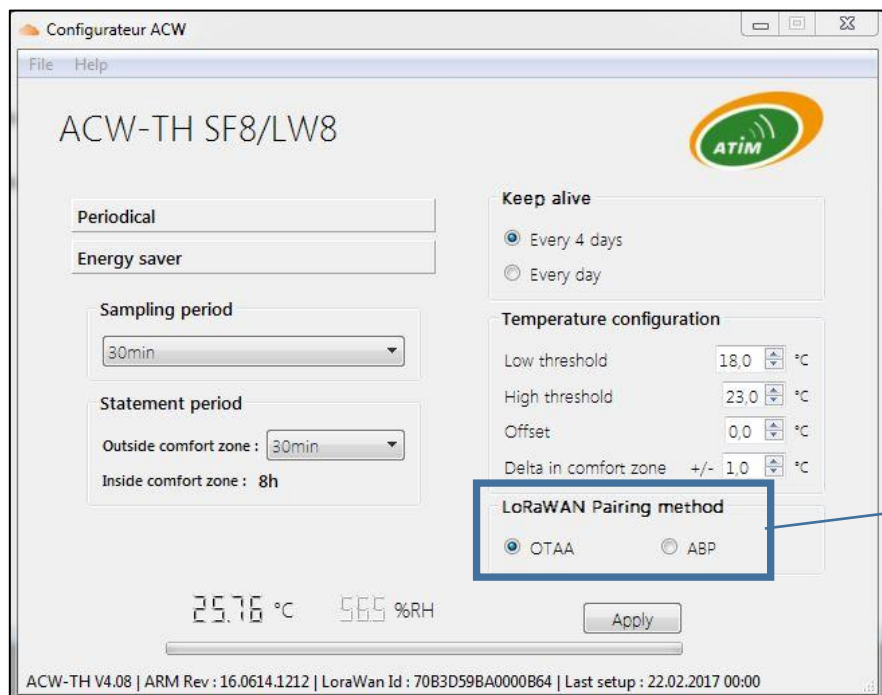 Configurateur ACW
File Help
ACW-TH SF8/LW8
ATiM
Periodical
Energy saver
Sampling period
30min
Statement period
Outside comfort zone : 30min
Inside comfort zone : 8h
Keep alive
Every 4 days
Every day
Temperature configuration
Low threshold 18,0 °C
High threshold 23,0 °C
Offset 0,0 °C
Delta in comfort zone +/- 1,0 °C
LoRaWAN Pairing method
OTAA ABP
25.76 °C 56.5 %RH
Apply
ACW-TH V4.08 | ARM Rev : 16.0614.1212 | LoraWan Id : 70B3D59BA0000B64 | Last setup : 22.02.2017 00:00